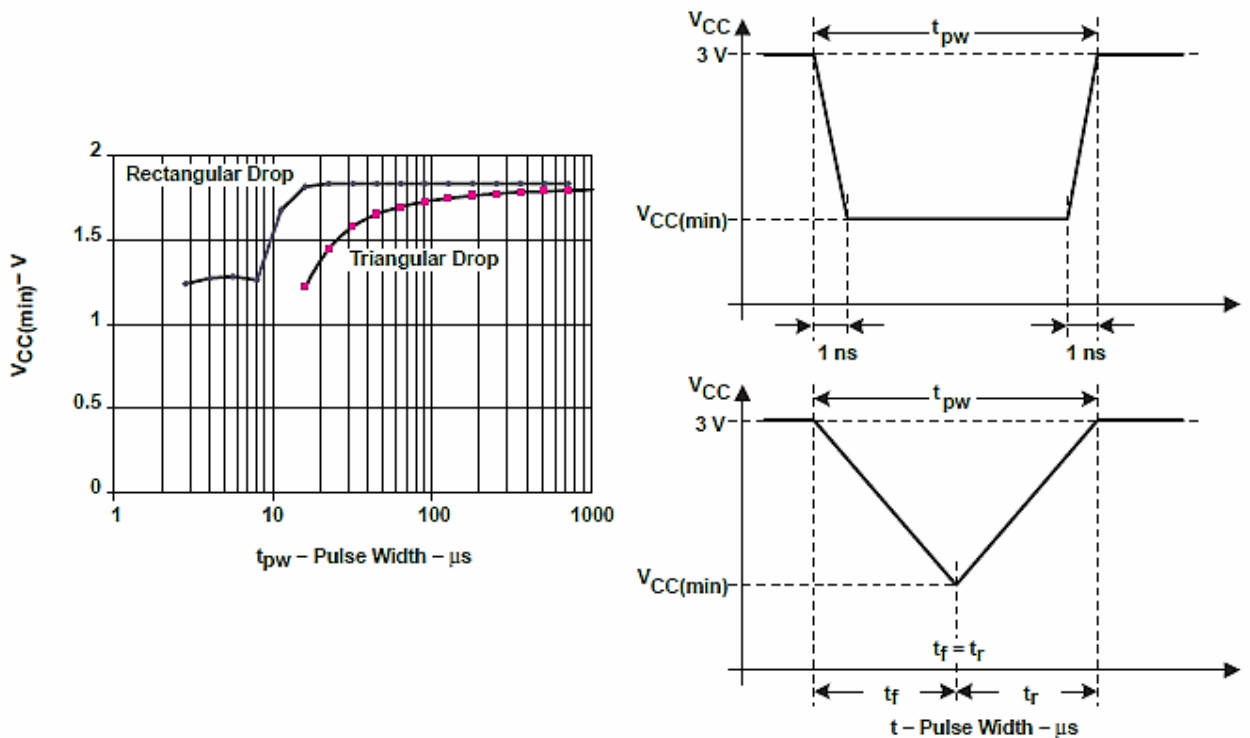 2
1.5
1
0.5
0
Rectangular Drop
Triangular Drop
VCC(min) – V
1
10
100
1000
tpw – Pulse Width – μs
VCC
tpw
3 V
VCC(min)
1 ns
1 ns
VCC
tpw
3 V
VCC(min)
tf = tr
tf
tr
t – Pulse Width – μs